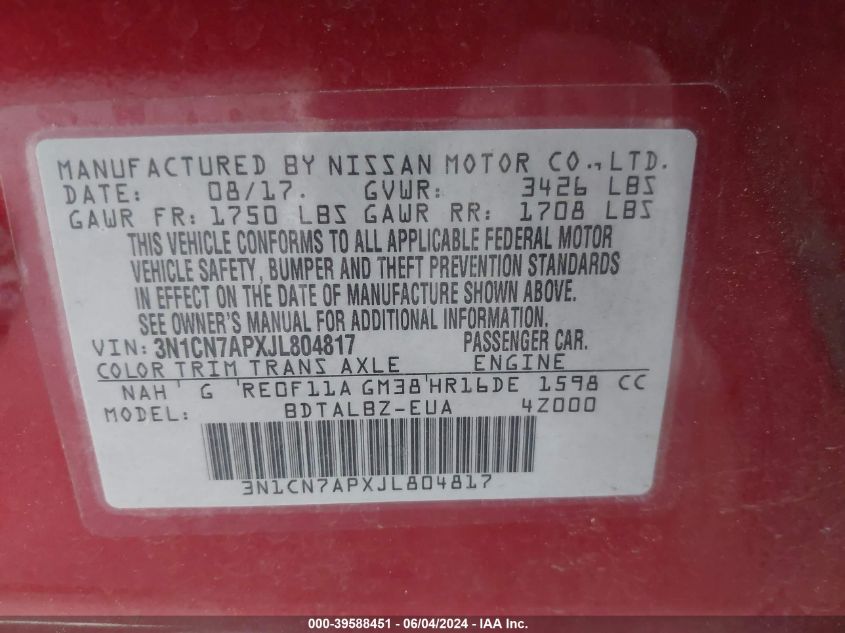 MANUFACTURED BY NISSAN MOTOR CO., LTD.
DATE: 08/17. GVWR: 3426 LBS
GAWR FR: 1750 LBS GAWR RR: 1708 LBS
THIS VEHICLE CONFORMS TO ALL APPLICABLE FEDERAL MOTOR
VEHICLE SAFETY, BUMPER AND THEFT PREVENTION STANDARDS
IN EFFECT ON THE DATE OF MANUFACTURE SHOWN ABOVE.
SEE OWNER'S MANUAL FOR ADDITIONAL INFORMATION.
VIN: 3N1CN7APXJL804817 PASSENGER CAR.
COLOR TRIM TRANS AXLE ENGINE
NAH G RE0F11A GM38 HR16DE 1598 CC
MODEL: BDTALBZ-EUA 4Z000
3N1CN7APXJL804817
000-39588451 - 06/04/2024 - IAA Inc.